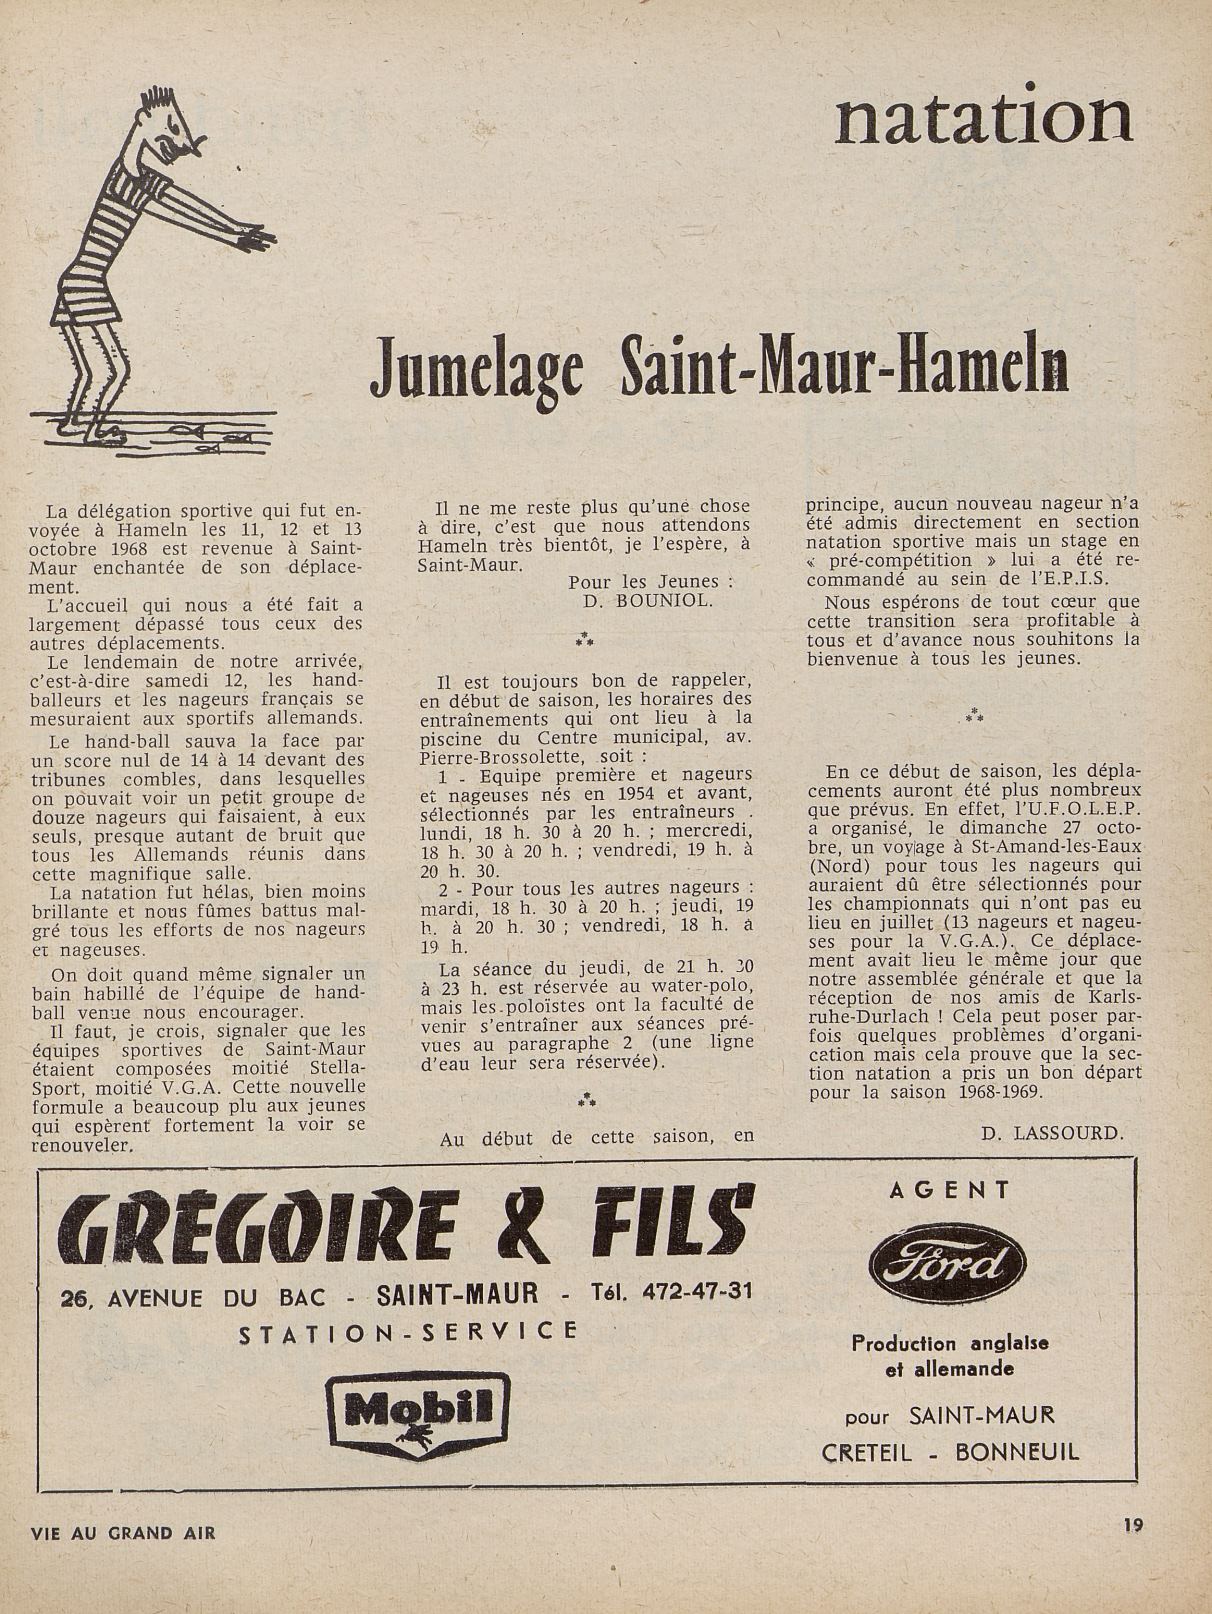 natation
Jumelage Saint-Maur-Hameln
La délégation sportive qui fut en-
voyée à Hameln les 11, 12 et 13
octobre 1968 est revenue à Saint-
Maur enchantée de son déplace-
ment.
L'accueil qui nous a été fait a
largement dépassé tous ceux des
autres déplacements.
Le lendemain de notre arrivée,
c'est-à-dire samedi 12, les hand-
balleurs et les nageurs français se
mesuraient aux sportifs allemands.
Le hand-ball sauva la face par
un score nul de 14 à 14 devant des
tribunes combles, dans lesquelles
on pouvait voir un petit groupe de
douze nageurs qui faisaient, à eux
seuls, presque autant de bruit que
tous les Allemands réunis dans
cette magnifique salle.
La natation fut hélas, bien moins
brillante et nous fûmes battus mal-
gré tous les efforts de nos nageurs
et nageuses.
On doit quand même signaler un
bain habillé de l'équipe de hand-
ball venue nous encourager.
Il faut, je crois, signaler que les
équipes sportives de Saint-Maur
étaient composées moitié Stella-
Sport, moitié V.G.A. Cette nouvelle
formule a beaucoup plu aux jeunes
qui espèrent fortement la voir se
renouveler.
Il ne me reste plus qu'une chose
à dire, c'est que nous attendons
Hameln très bientôt, je l'espère, à
Saint-Maur.
Pour les Jeunes :
D. BOUNIOL.
⁂
Il est toujours bon de rappeler,
en début de saison, les horaires des
entraînements qui ont lieu à la
piscine du Centre municipal, av.
Pierre-Brossolette, soit :
1 - Equipe première et nageurs
et nageuses nés en 1954 et avant,
sélectionnés par les entraîneurs .
lundi, 18 h. 30 à 20 h. ; mercredi,
18 h. 30 à 20 h. ; vendredi, 19 h. à
20 h. 30.
2 - Pour tous les autres nageurs :
mardi, 18 h. 30 à 20 h. ; jeudi, 19
h. à 20 h. 30 ; vendredi, 18 h. à
19 h.
La séance du jeudi, de 21 h. 30
à 23 h. est réservée au water-polo,
mais les poloïstes ont la faculté de
venir s'entraîner aux séances pré-
vues au paragraphe 2 (une ligne
d'eau leur sera réservée).
⁂
Au début de cette saison, en
principe, aucun nouveau nageur n'a
été admis directement en section
natation sportive mais un stage en
« pré-compétition » lui a été re-
commandé au sein de l'E.P.I.S.
Nous espérons de tout cœur que
cette transition sera profitable à
tous et d'avance nous souhitons la
bienvenue à tous les jeunes.
⁂
En ce début de saison, les dépla-
cements auront été plus nombreux
que prévus. En effet, l'U.F.O.L.E.P.
a organisé, le dimanche 27 octo-
bre, un voyage à St-Amand-les-Eaux
(Nord) pour tous les nageurs qui
auraient dû être sélectionnés pour
les championnats qui n'ont pas eu
lieu en juillet (13 nageurs et nageu-
ses pour la V.G.A.). Ce déplace-
ment avait lieu le même jour que
notre assemblée générale et que la
réception de nos amis de Karls-
ruhe-Durlach ! Cela peut poser par-
fois quelques problèmes d'organi-
cation mais cela prouve que la sec-
tion natation a pris un bon départ
pour la saison 1968-1969.
D. LASSOURD.
GRÉGOIRE & FILS
26, AVENUE DU BAC - SAINT-MAUR - Tél. 472-47-31
STATION-SERVICE
Mobil
AGENT
Ford
Production anglaise
et allemande
pour SAINT-MAUR
CRETEIL - BONNEUIL
VIE AU GRAND AIR
19